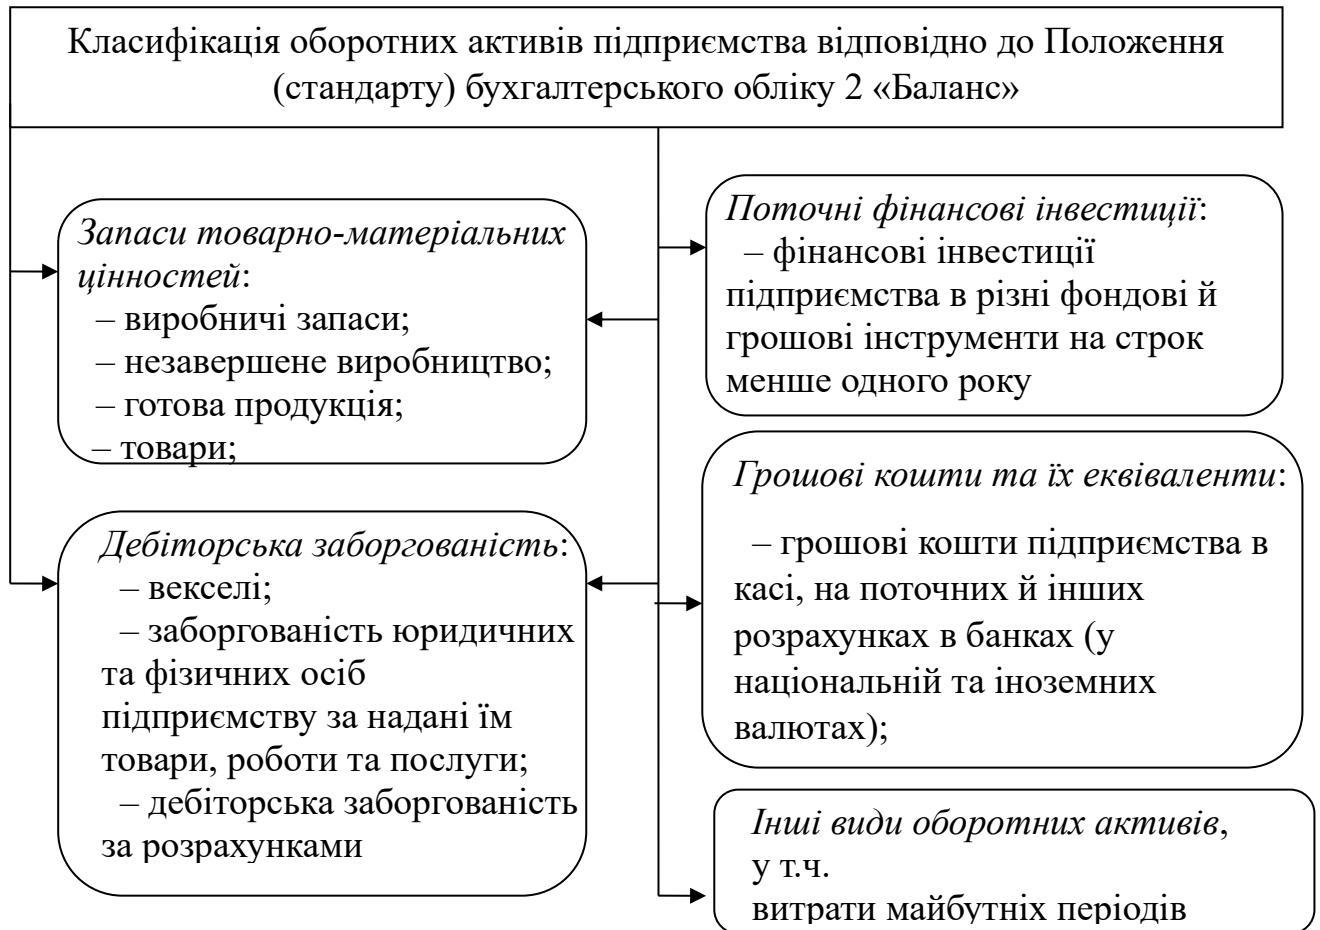 Класифікація оборотних активів підприємства відповідно до Положення
(стандарту) бухгалтерського обліку 2 «Баланс»
Запаси товарно-матеріальних
цінностей:
– виробничі запаси;
– незавершене виробництво;
– готова продукція;
– товари;
Дебіторська заборгованість:
– векселі;
– заборгованість юридичних
та фізичних осіб
підприємству за надані їм
товари, роботи та послуги;
– дебіторська заборгованість
за розрахунками
Поточні фінансові інвестиції:
– фінансові інвестиції
підприємства в різні фондові й
грошові інструменти на строк
менше одного року
Грошові кошти та їх еквіваленти:
– грошові кошти підприємства в
касі, на поточних й інших
розрахунках в банках (у
національній та іноземних
валютах);
Інші види оборотних активів,
у т.ч.
витрати майбутніх періодів